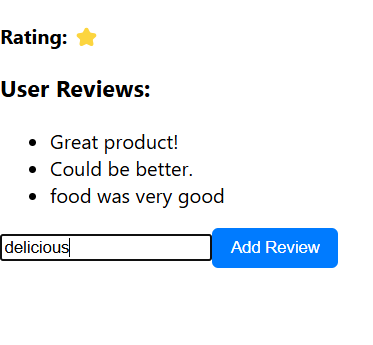 Rating:
User Reviews:
Great product!
Could be better.
food was very good
delicious Add Review